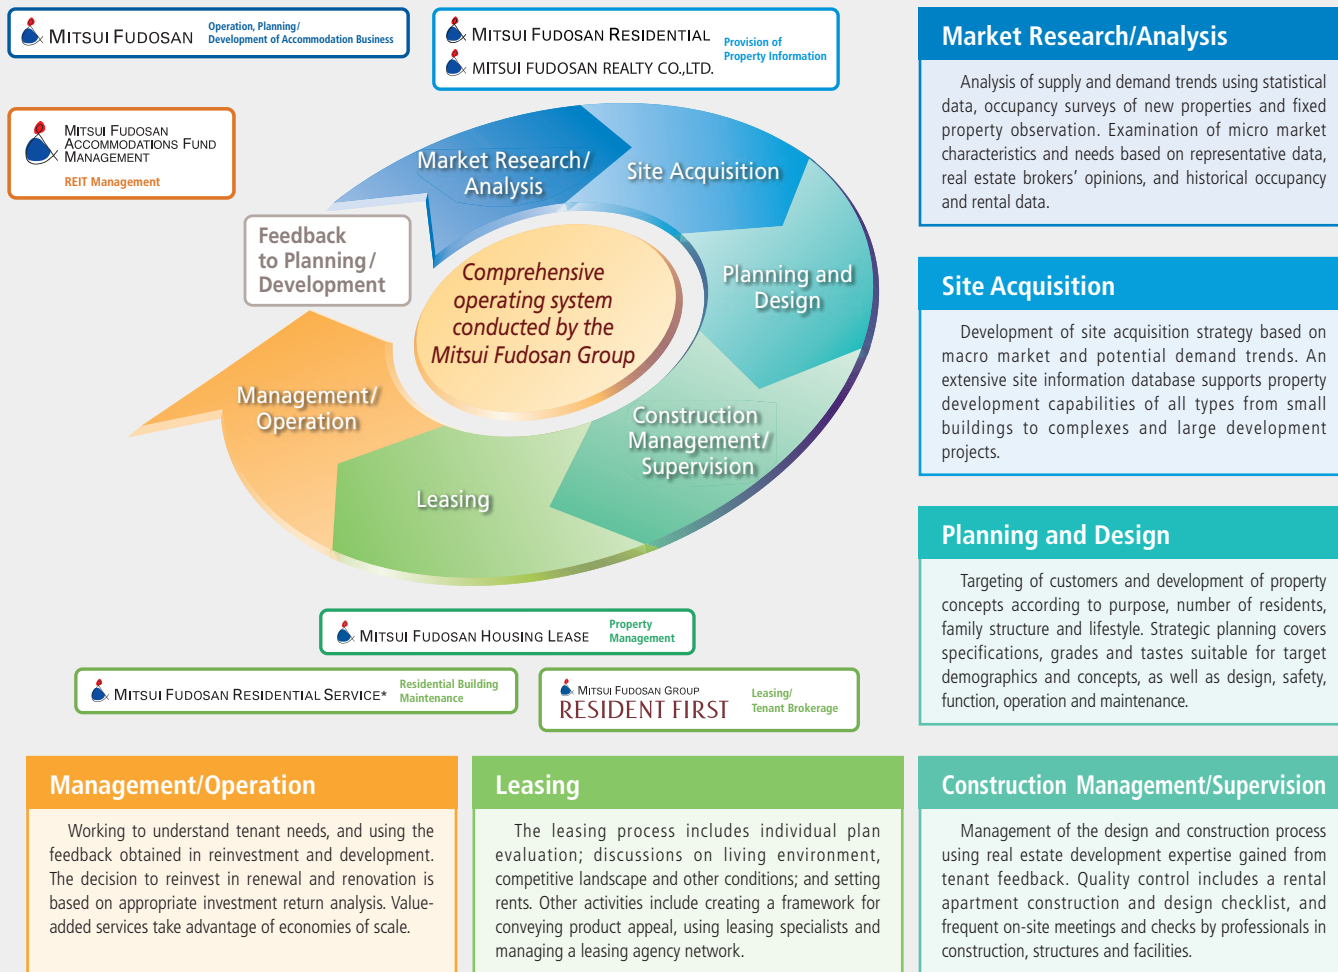 MITSUI FUDOSAN
Operation, Planning/
Development of Accommodation Business
MITSUI FUDOSAN RESIDENTIAL
MITSUI FUDOSAN REALTY CO.,LTD.
Provision of
Property Information
MITSUI FUDOSAN
ACCOMMODATIONS FUND
MANAGEMENT
REIT Management
Market Research/
Analysis
Site Acquisition
Planning and
Design
Construction
Management/
Supervision
Leasing
Management/
Operation
Feedback
to Planning/
Development
Comprehensive
operating system
conducted by the
Mitsui Fudosan Group
MITSUI FUDOSAN HOUSING LEASE
Property
Management
MITSUI FUDOSAN RESIDENTIAL SERVICE*
Residential Building
Maintenance
MITSUI FUDOSAN GROUP
RESIDENT FIRST
Leasing/
Tenant Brokerage
Market Research/Analysis
Analysis of supply and demand trends using statistical
data, occupancy surveys of new properties and fixed
property observation. Examination of micro market
characteristics and needs based on representative data,
real estate brokers' opinions, and historical occupancy
and rental data.
Site Acquisition
Development of site acquisition strategy based on
macro market and potential demand trends. An
extensive site information database supports property
development capabilities of all types from small
buildings to complexes and large development
projects.
Planning and Design
Targeting of customers and development of property
concepts according to purpose, number of residents,
family structure and lifestyle. Strategic planning covers
specifications, grades and tastes suitable for target
demographics and concepts, as well as design, safety,
function, operation and maintenance.
Management/Operation
Working to understand tenant needs, and using the
feedback obtained in reinvestment and development.
The decision to reinvest in renewal and renovation is
based on appropriate investment return analysis. Value-
added services take advantage of economies of scale.
Leasing
The leasing process includes individual plan
evaluation; discussions on living environment,
competitive landscape and other conditions; and setting
rents. Other activities include creating a framework for
conveying product appeal, using leasing specialists and
managing a leasing agency network.
Construction Management/Supervision
Management of the design and construction process
using real estate development expertise gained from
tenant feedback. Quality control includes a rental
apartment construction and design checklist, and
frequent on-site meetings and checks by professionals in
construction, structures and facilities.